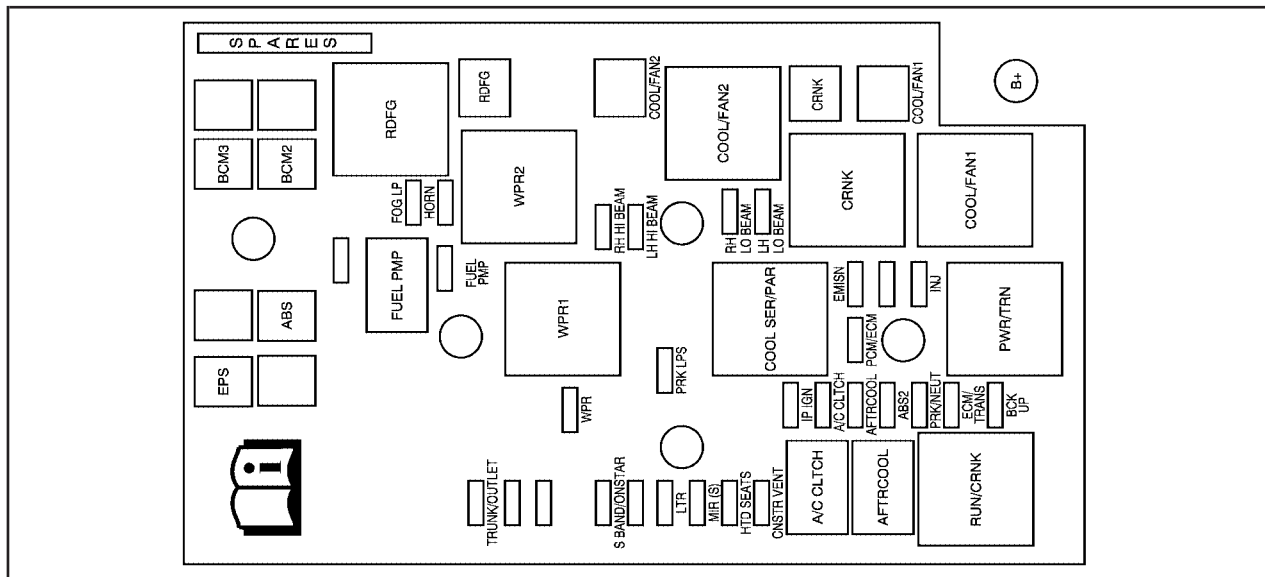 SPARES
RDFG
COOL/FAN2
CRNK
COOL/FAN1
B+
BCM3
BCM2
RDFG
COOL/FAN2
FOG LP
HORN
WPR2
RH HI BEAM
LH HI BEAM
RH
LO BEAM
LH
LO BEAM
CRNK
COOL/FAN1
ABS
FUEL PMP
FUEL
PMP
WPR1
COOL SER/PAR
EMISN
INJ
PCM/ECM
PWR/TRN
EPS
WPR
PRK LPS
IP IGN
A/C CLTCH
AFTRCOOL
ABS2
PRK/NEUT
ECM/
TRANS
BCK
UP
i
TRUNK/OUTLET
S BAND/ONSTAR
LTR
MIR (S)
HTD SEATS
CNSTR VENT
A/C CLTCH
AFTRCOOL
RUN/CRNK